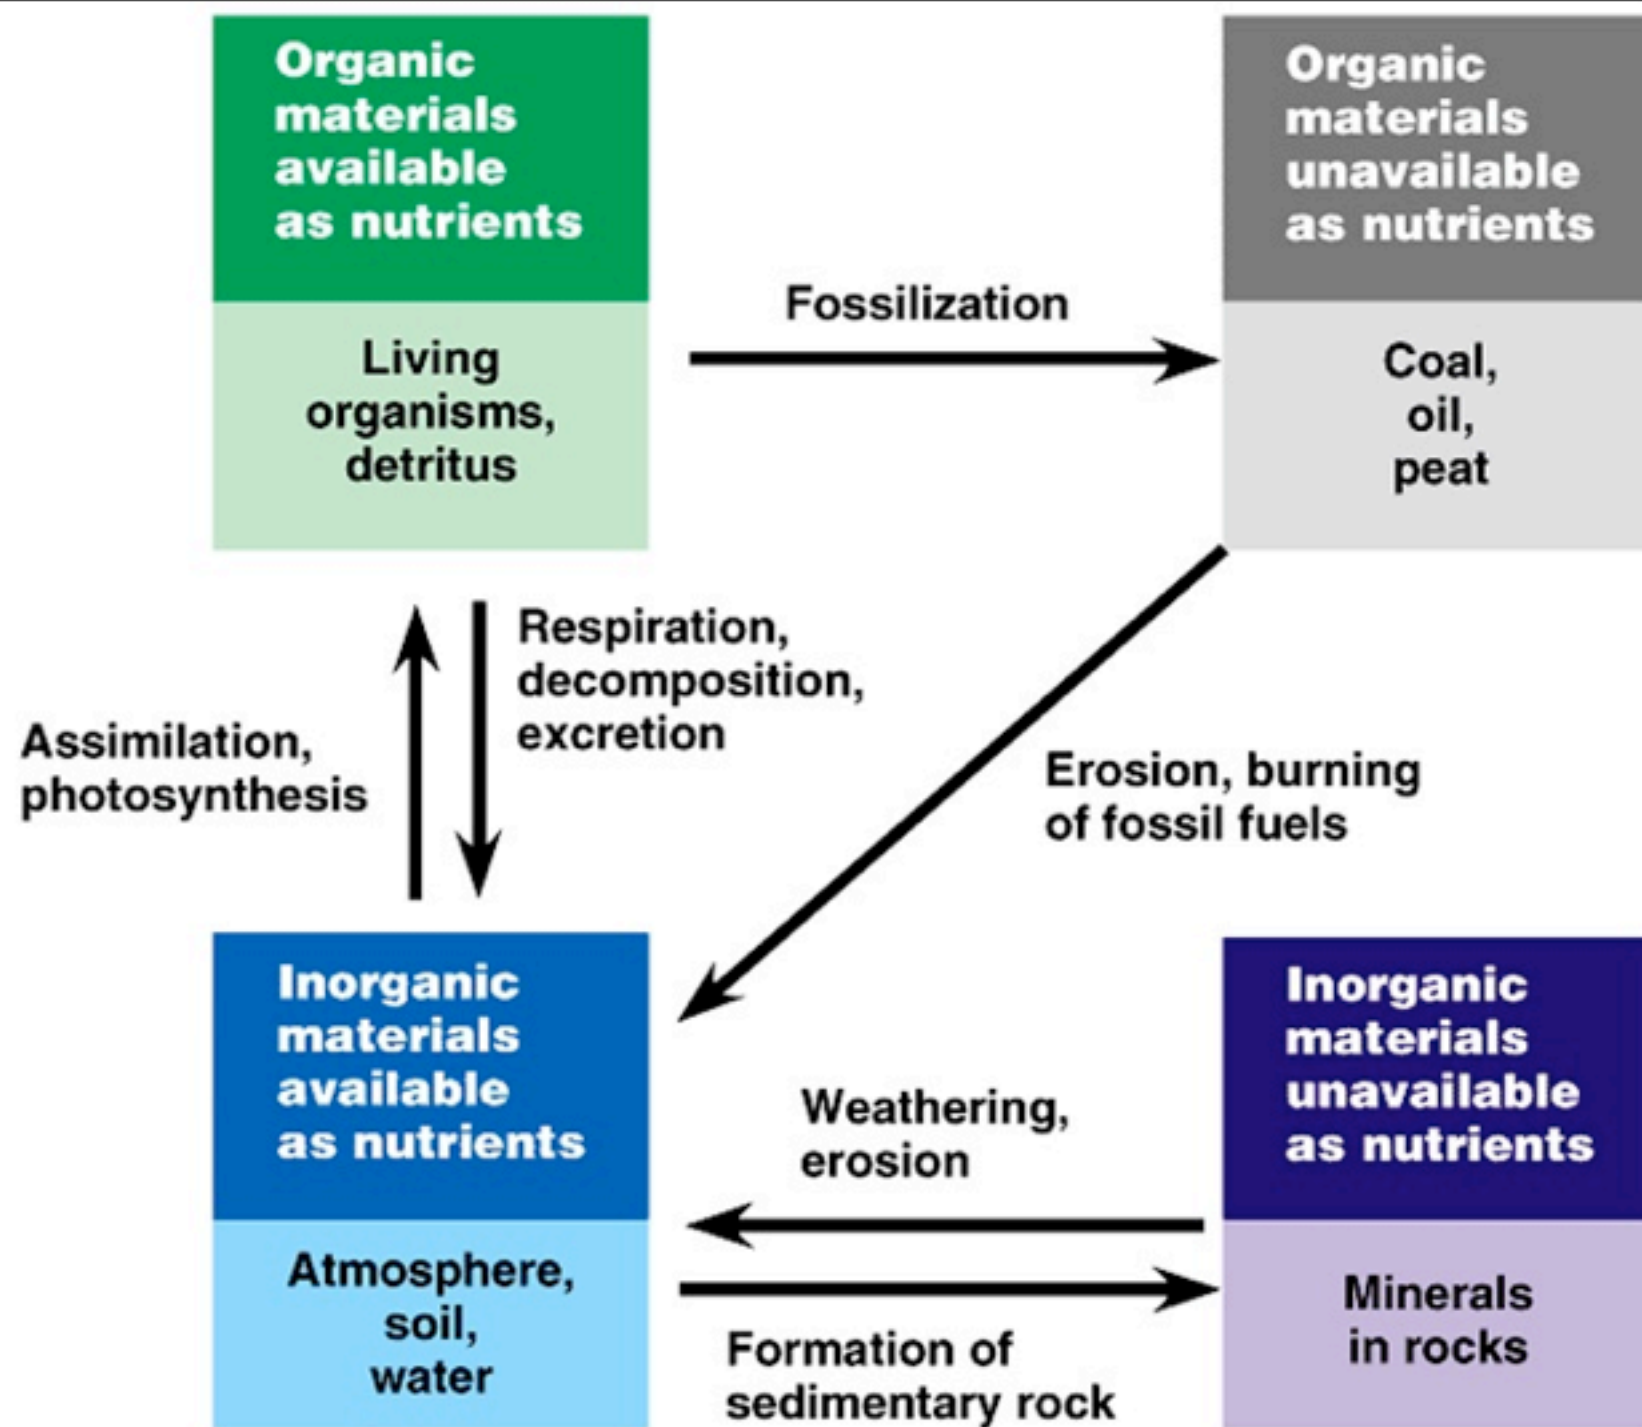 Organic
materials
available
as nutrients
Living
organisms,
detritus
Fossilization
Organic
materials
unavailable
as nutrients
Coal,
oil,
peat
Assimilation,
photosynthesis
Respiration,
decomposition,
excretion
Erosion, burning
of fossil fuels
Inorganic
materials
available
as nutrients
Atmosphere,
soil,
water
Weathering,
erosion
Formation of
sedimentary rock
Inorganic
materials
unavailable
as nutrients
Minerals
in rocks